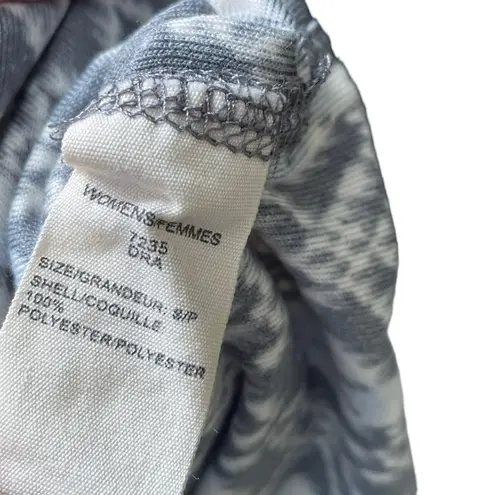 WOMENS/FEMMES
7235
DRA
SIZE/GRANDEUR: S/P
SHELL/COQUILLE
100%
POLYESTER/POLYESTER